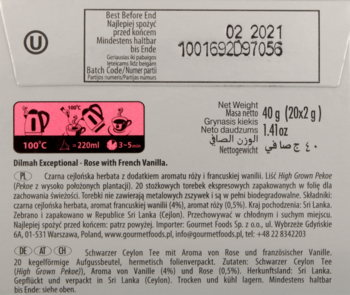 Best Before End
Najlepiej spożyć
przed końcem
Mindestens haltbar
bis Ende
Geriausias iki pabaigos
Ieteicams līdz beigām
Batch Code/Numer partii
Partijos numeris/Partijas numurs
02 2021
1001692D97056
U
Net Weight
Masa netto
Grynasis kiekis
Neto daudzums
الوزن الصافي
Nettogewicht
40 g (20x2 g)
1.41oz
٤٠ ج صافي
100°C
100°C
=220ml
3~5min
Dilmah Exceptional - Rose with French Vanilla.
PL Czarna cejlońska herbata z dodatkiem aromatu róży i francuskiej wanilii. Liść High Grown Pekoe
(Pekoe z wysoko położonych plantacji). 20 stożkowych torebek ekspresowych zapakowanych w folię dla
zachowania świeżości. Torebki nie zawierają metalowych zszywek i są w pełni biodegradowalne. Składniki:
czarna cejlońska herbata, aromat francuskiej wanilii (4%), aromat róży (0,5%). Kraj pochodzenia: Sri Lanka.
Zebrano i zapakowano w Republice Sri Lanka (Cejlon). Przechowywać w chłodnym i suchym miejscu.
Najlepiej spożyć przed końcem: patrz powyżej. Importer: Gourmet Foods Sp. z o.o., ul. Wybrzeże Gdyńskie
6A, 01-531 Warszawa, Poland, www.gourmetfoods.pl, info@gourmetfoods.pl, tel: +48 22 8342203
DE AT CH Schwarzer Ceylon Tee mit Aroma von Rose und französischer Vanille.
20 kegelförmige Aufgussbeutel, hermetisch folienverpackt. Zutaten: Schwarzer Ceylon Tee
(High Grown Pekoe), Aroma von Vanille (4%) und Rose (0,5%). Herkunftsland: Sri Lanka.
Gepflückt und verpackt in Sri Lanka (Ceylon). Trocken und kühl lagern. Mindestens haltbar
bis Ende: siehe oben.